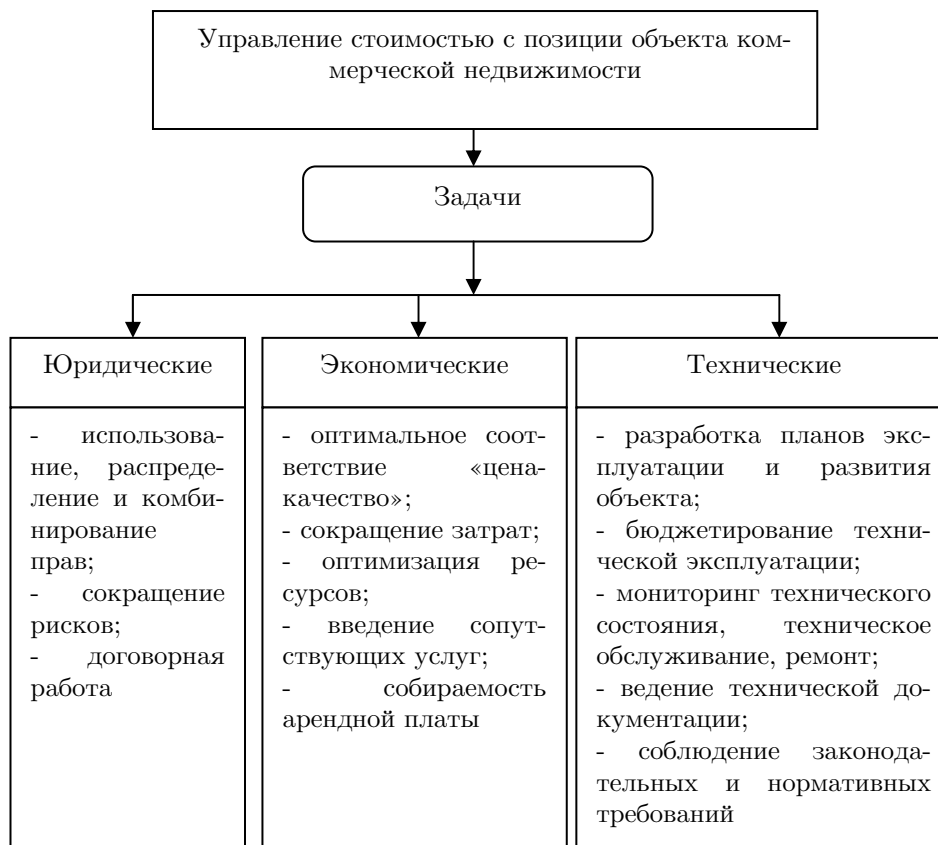 Управление стоимостью с позиции объекта ком-
мерческой недвижимости
Задачи
Юридические
- использова-
ние, распреде-
ление и комби-
нирование
прав;
- сокращение
рисков;
- договорная
работа
Экономические
- оптимальное соот-
ветствие «цена-
качество»;
- сокращение затрат;
- оптимизация ре-
сурсов;
- введение сопут-
ствующих услуг;
- собираемость
арендной платы
Технические
- разработка планов экс-
плуатации и развития
объекта;
- бюджетирование техни-
ческой эксплуатации;
- мониторинг технического
состояния, техническое
обслуживание, ремонт;
- ведение технической до-
кументации;
- соблюдение законода-
тельных и нормативных
требований